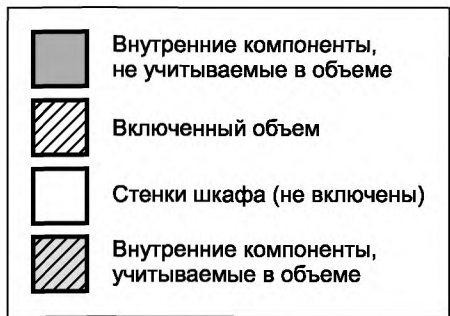 Внутренние компоненты,
не учитываемые в объеме
Включенный объем
Стенки шкафа (не включены)
Внутренние компоненты,
учитываемые в объеме